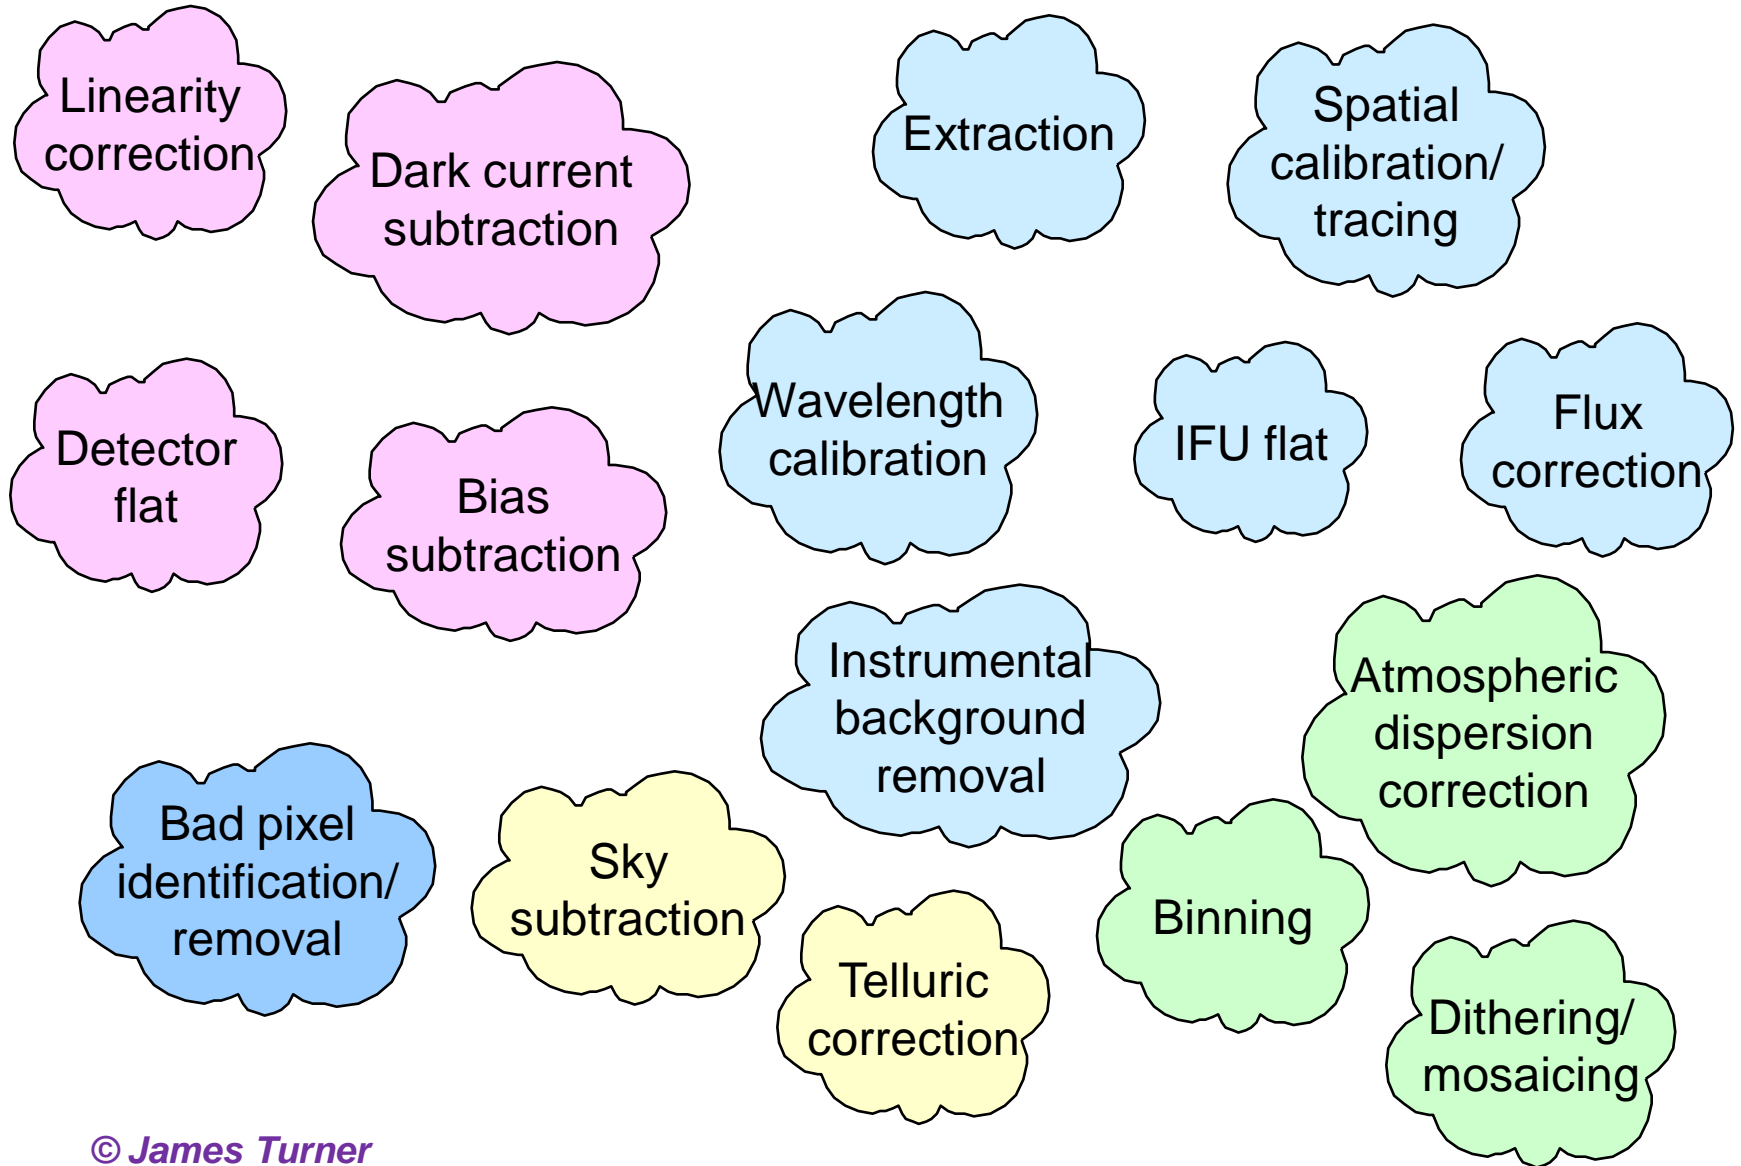 Linearity
correction
Dark current
subtraction
Extraction
Spatial
calibration/
tracing
Detector
flat
Bias
subtraction
Wavelength
calibration
IFU flat
Flux
correction
Instrumental
background
removal
Atmospheric
dispersion
correction
Bad pixel
identification/
removal
Sky
subtraction
Telluric
correction
Binning
Dithering/
mosaicing
© James Turner